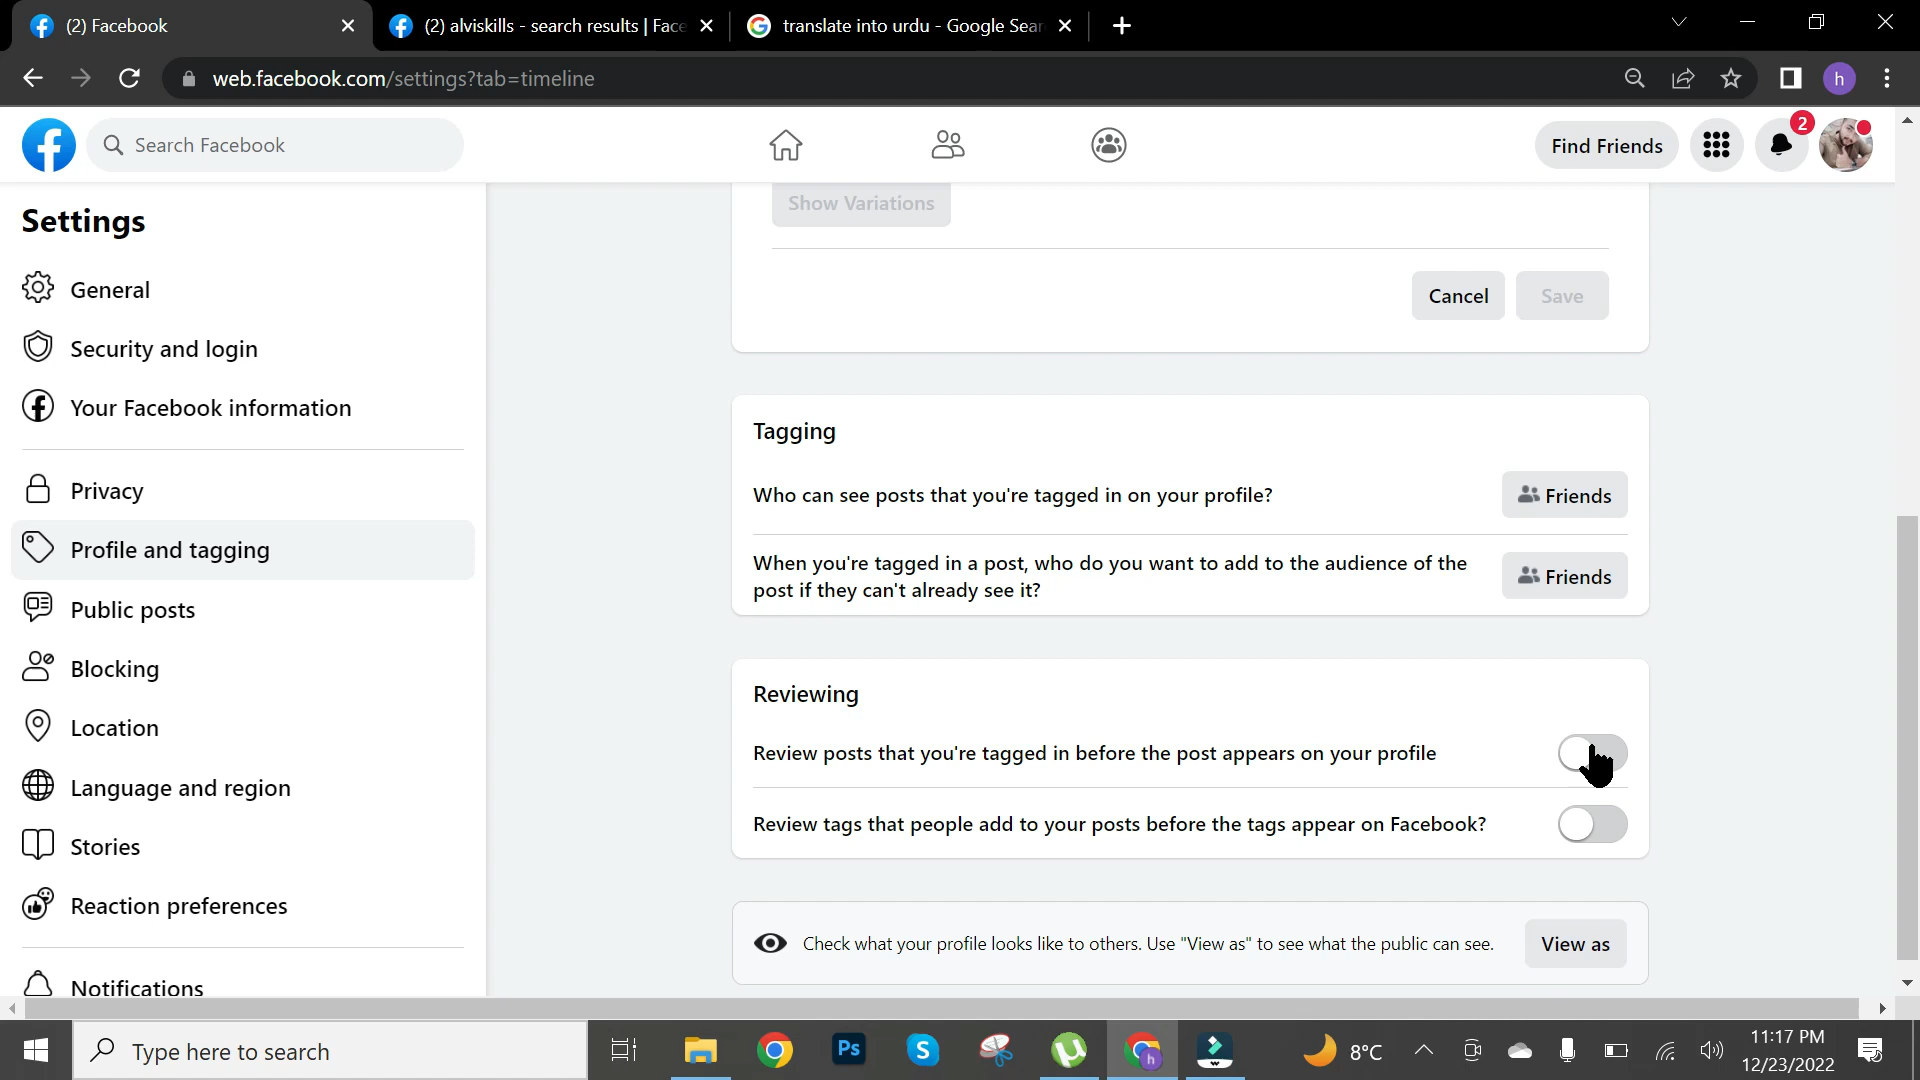 (2) Facebook
(2) alviskills - search results | Face
translate into urdu - Google Sear
web.facebook.com/settings?tab=timeline
h
Search Facebook
Find Friends
2
Settings
General
Security and login
Your Facebook information
Privacy
Profile and tagging
Public posts
Blocking
Location
Language and region
Stories
Reaction preferences
Notifications
Show Variations
Cancel
Save
Tagging
Who can see posts that you're tagged in on your profile?
Friends
When you're tagged in a post, who do you want to add to the audience of the
post if they can't already see it?
Friends
Reviewing
Review posts that you're tagged in before the post appears on your profile
Review tags that people add to your posts before the tags appear on Facebook?
Check what your profile looks like to others. Use "View as" to see what the public can see.
View as
Type here to search
Ps
S
h
8°C
11:17 PM
12/23/2022